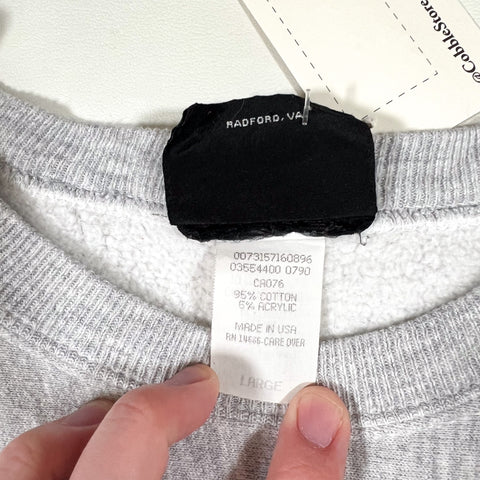 @CobbleStore
RADFORD, VA
0073157160896
03554400 0790
CA076
95% COTTON
5% ACRYLIC
MADE IN USA
RN 14666-CARE OVER
LARGE